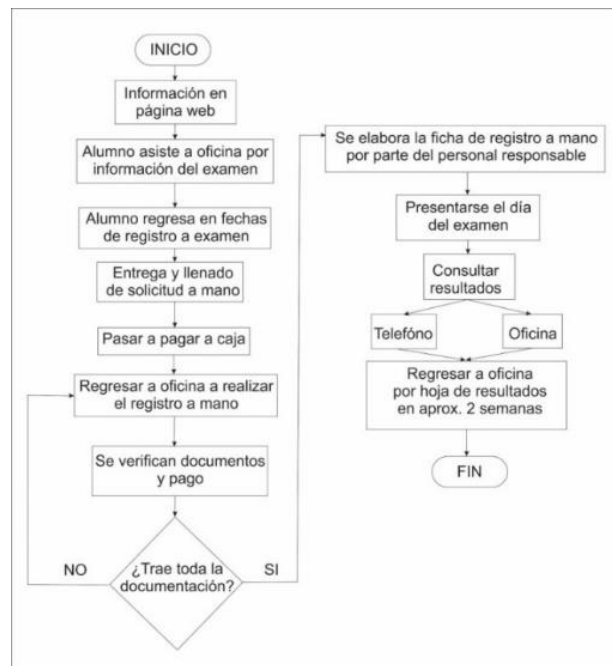 INICIO
Información en
página web
Alumno asiste a oficina por
información del examen
Alumno regresa en fechas
de registro a examen
Entrega y llenado
de solicitud a mano
Pasar a pagar a caja
Regresar a oficina a realizar
el registro a mano
Se verifican documentos
y pago
¿Trae toda la
documentación?
NO
SI
Se elabora la ficha de registro a mano
por parte del personal responsable
Presentarse el día
del examen
Consultar
resultados
Telefóno
Oficina
Regresar a oficina
por hoja de resultados
en aprox. 2 semanas
FIN